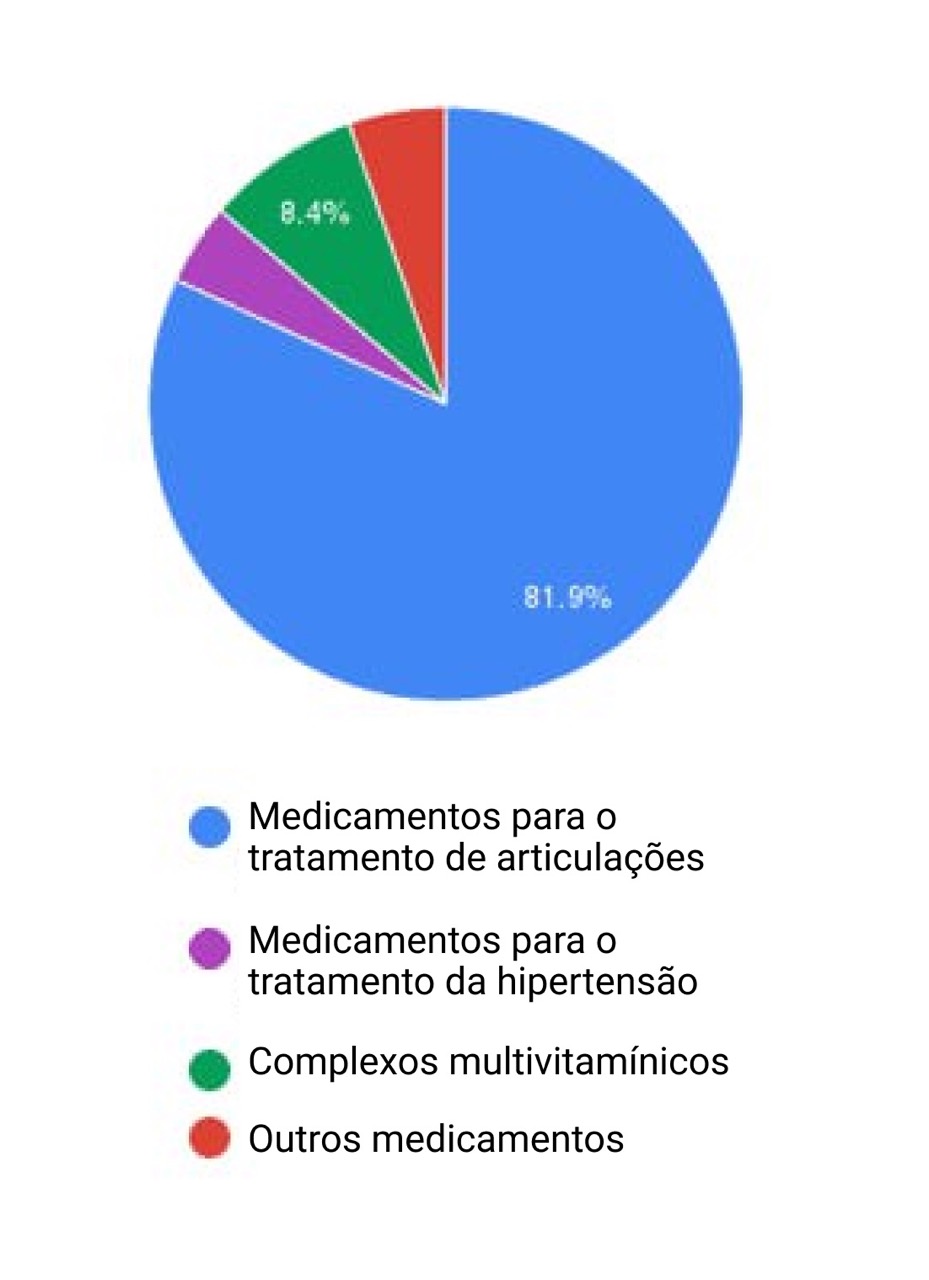 8.4%
81.9%
Medicamentos para o
tratamento de articulações
Medicamentos para o
tratamento da hipertensão
Complexos multivitamínicos
Outros medicamentos